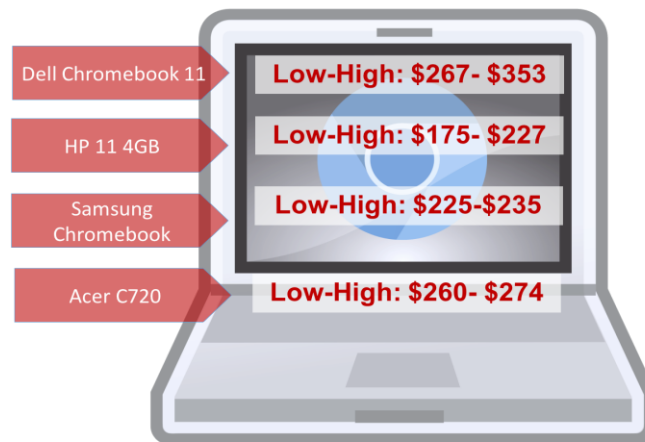 Dell Chromebook 11
Low-High: $267- $353
HP 11 4GB
Low-High: $175- $227
Samsung
Chromebook
Low-High: $225-$235
Acer C720
Low-High: $260- $274